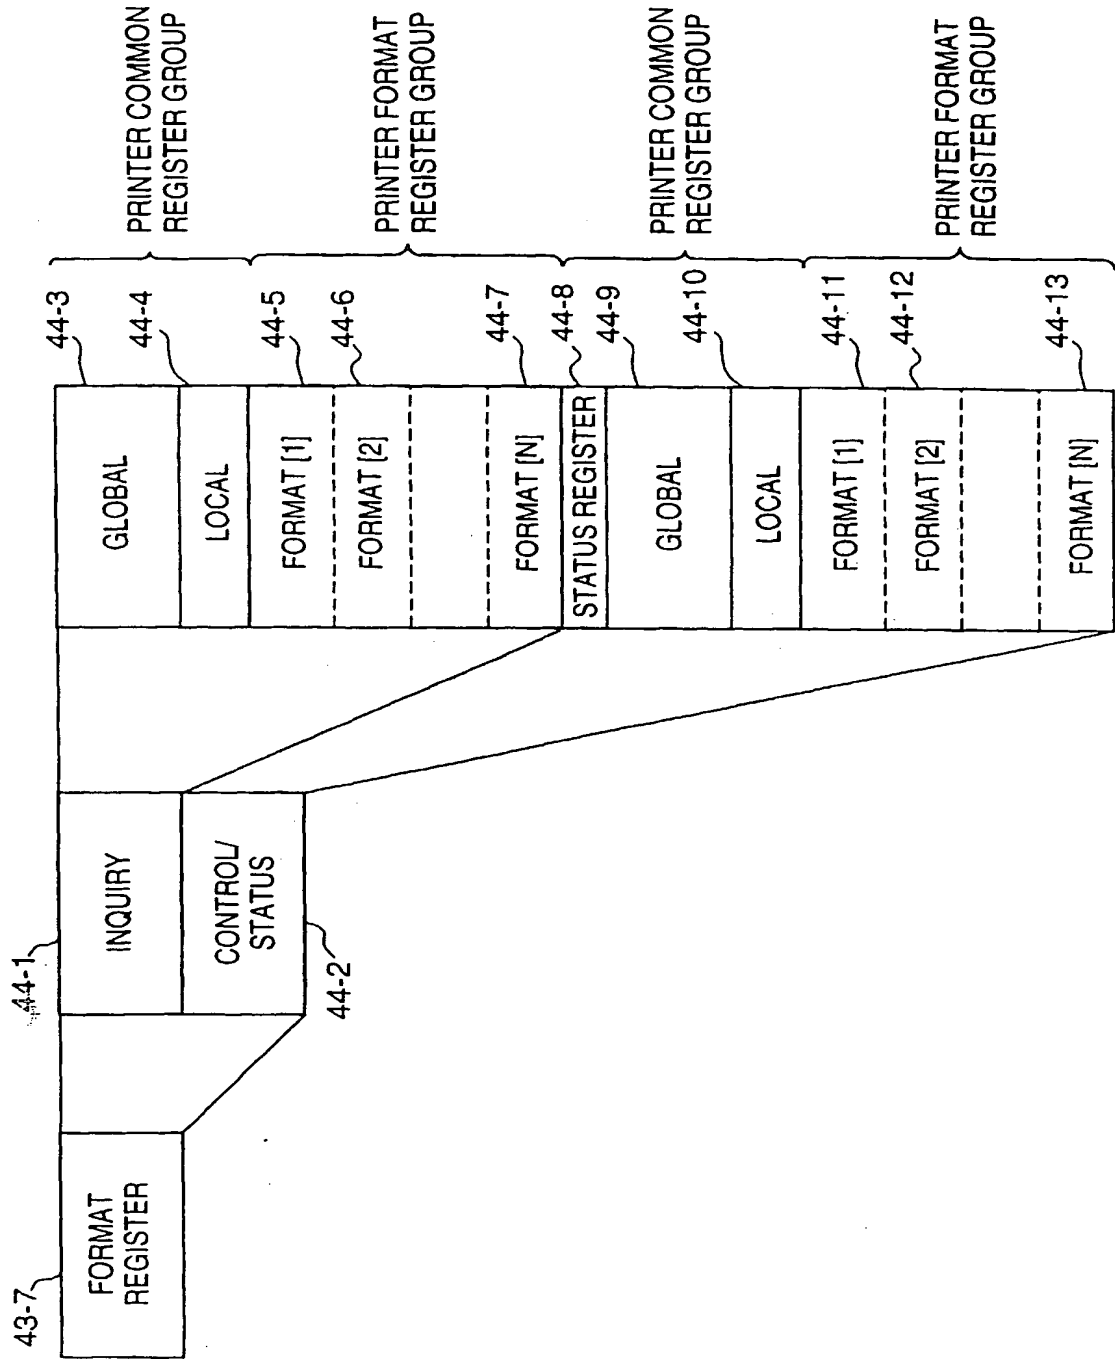 43-7
FORMAT
REGISTER
44-1
INQUIRY
CONTROL/
STATUS
44-2
GLOBAL
44-3
LOCAL
44-4
FORMAT [1]
44-5
FORMAT [2]
44-6
FORMAT [N]
44-7
STATUS REGISTER
44-8
GLOBAL
44-9
LOCAL
44-10
FORMAT [1]
44-11
FORMAT [2]
44-12
FORMAT [N]
44-13
PRINTER COMMON
REGISTER GROUP
PRINTER FORMAT
REGISTER GROUP
PRINTER COMMON
REGISTER GROUP
PRINTER FORMAT
REGISTER GROUP